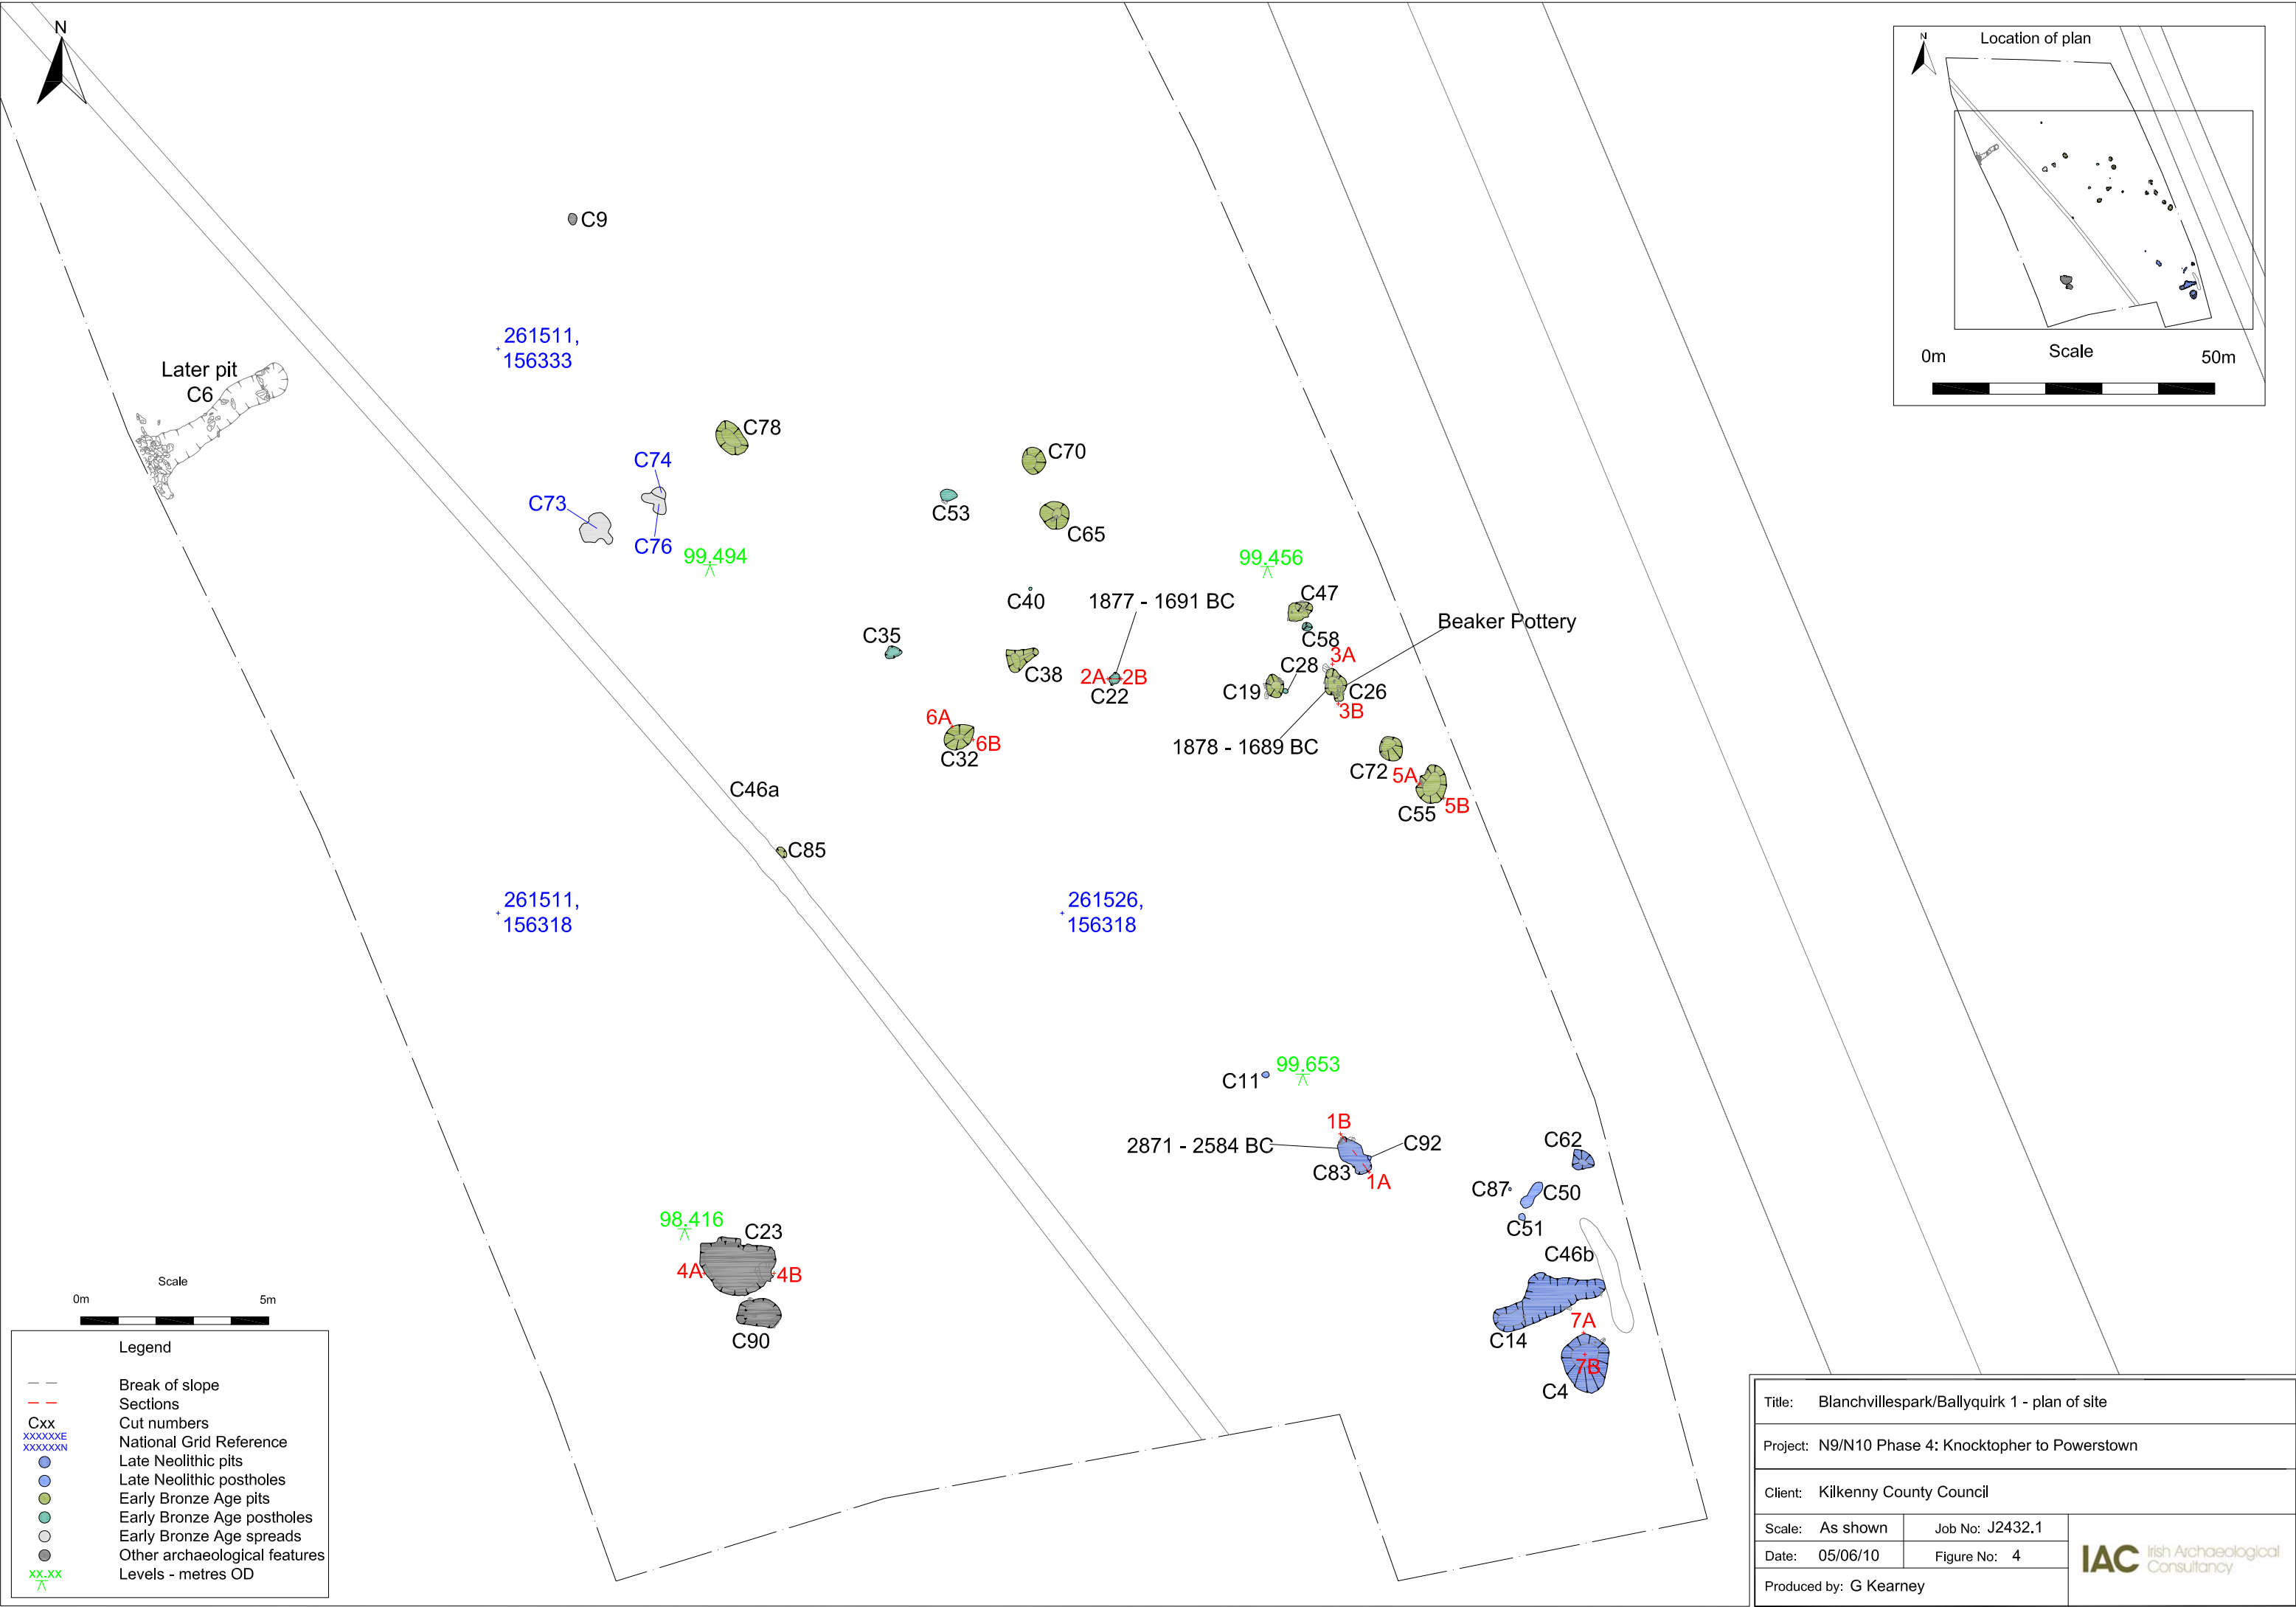 N
C9
261511,
156333
Later pit
C6
C78
C74
C73
C76
99.494
C70
C53
C65
99.456
C40
1877 - 1691 BC
C47
C58
Beaker Pottery
C35
C38
2A
2B
C22
3A
C28
C19
C26
3B
6A
6B
C32
1878 - 1689 BC
C72
5A
5B
C55
C46a
C85
261511,
156318
261526,
156318
C11
99.653
1B
2871 - 2584 BC
C92
C83
1A
C62
C87
C50
C51
C46b
98.416
C23
4A
4B
C90
C14
7A
7B
C4
N
Location of plan
0m
Scale
50m
Scale
0m
5m
Legend
Break of slope
Sections
Cxx
Cut numbers
XXXXXXE
XXXXXXN
National Grid Reference
Late Neolithic pits
Late Neolithic postholes
Early Bronze Age pits
Early Bronze Age postholes
Early Bronze Age spreads
Other archaeological features
xx.xx
Levels - metres OD
Title: Blanchvillespark/Ballyquirk 1 - plan of site
Project: N9/N10 Phase 4: Knocktopher to Powerstown
Client: Kilkenny County Council
Scale: As shown
Job No: J2432.1
Date: 05/06/10
Figure No: 4
Produced by: G Kearney
IAC Irish Archaeological
Consultancy